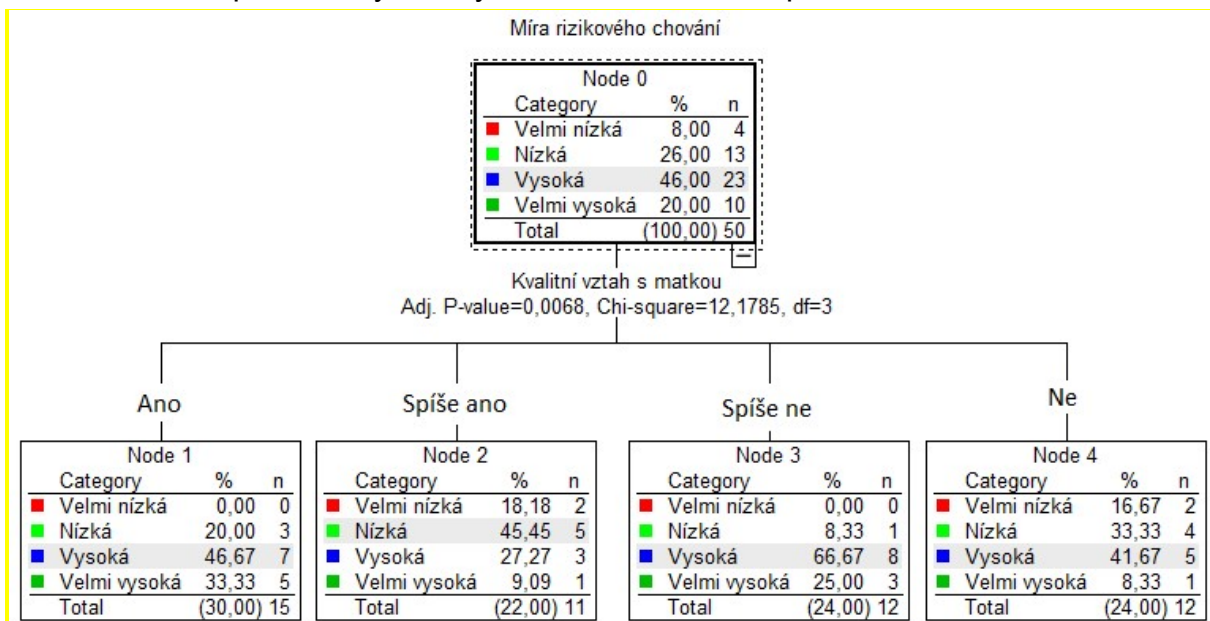 Míra rizikového chování
Node 0
Category % n
Velmi nízká 8,00 4
Nízká 26,00 13
Vysoká 46,00 23
Velmi vysoká 20,00 10
Total (100,00) 50
Kvalitní vztah s matkou
Adj. P-value=0,0068, Chi-square=12,1785, df=3
Ano
Node 1
Category % n
Velmi nízká 0,00 0
Nízká 20,00 3
Vysoká 46,67 7
Velmi vysoká 33,33 5
Total (30,00) 15
Spíše ano
Node 2
Category % n
Velmi nízká 18,18 2
Nízká 45,45 5
Vysoká 27,27 3
Velmi vysoká 9,09 1
Total (22,00) 11
Spíše ne
Node 3
Category % n
Velmi nízká 0,00 0
Nízká 8,33 1
Vysoká 66,67 8
Velmi vysoká 25,00 3
Total (24,00) 12
Ne
Node 4
Category % n
Velmi nízká 16,67 2
Nízká 33,33 4
Vysoká 41,67 5
Velmi vysoká 8,33 1
Total (24,00) 12